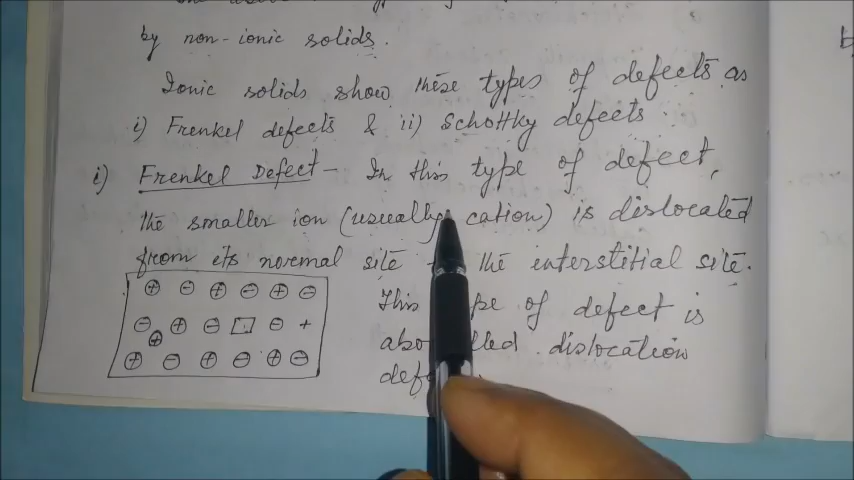 by non-ionic solids.
Ionic solids show these types of defects as
i) Frenkel defects & ii) Schottky defects.
i) Frenkel Defect - In this type of defect,
the smaller ion (usually cation) is dislocated
from its normal site the interstitial site.
This of defect is
dislocation
⊕ ⊖ ⊕ ⊖ ⊕ ⊖
⊖ ⊕ ⊖ □ ⊖ +
⊕
⊕ ⊖ ⊕ ⊖ ⊕ ⊖